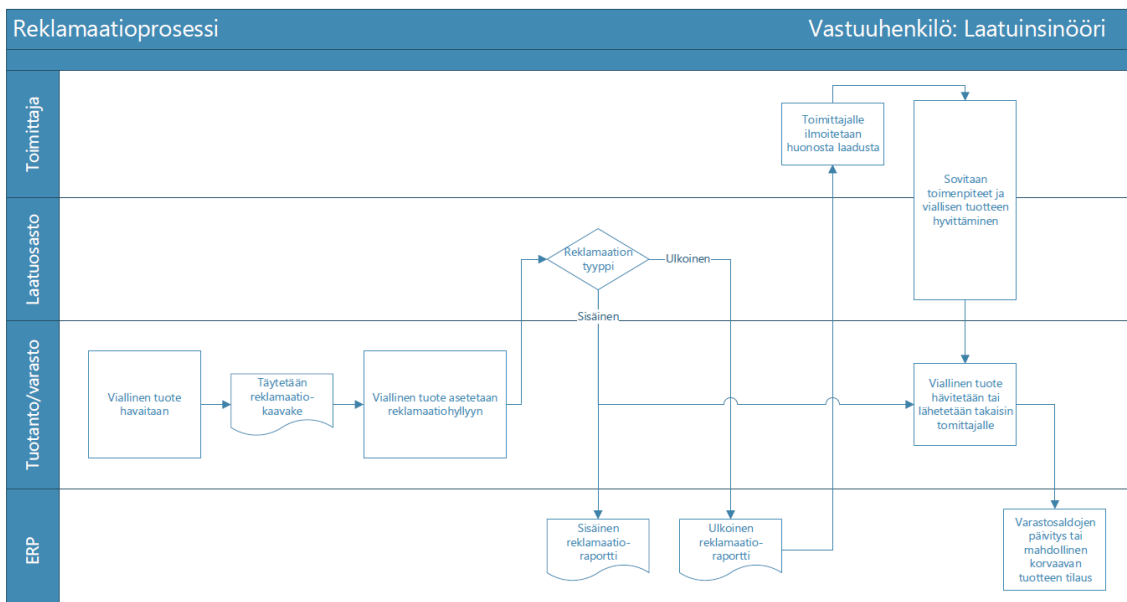 Reklamaatioprosessi
Vastuuhenkilö: Laatuinsinööri
Toimittaja
Toimittajalle
ilmoitetaan
huonosta laadusta
Sovitaan
toimenpiteet ja
viallisen tuotteen
hyvittäminen
Laatuosasto
Reklamaation
tyyppi
Ulkoinen
Sisäinen
Tuotanto/varasto
Viallinen tuote
havaitaan
Täytetään
reklamaatio-
kaavake
Viallinen tuote asetetaan
reklamaatiohyllyyn
Viallinen tuote
hävitetään tai
lähetetään takaisin
tomittajalle
ERP
Sisäinen
reklamaatio-
raportti
Ulkoinen
reklamaatio-
raportti
Varastosaldojen
päivitys tai
mahdollinen
korvaavan
tuotteen tilaus